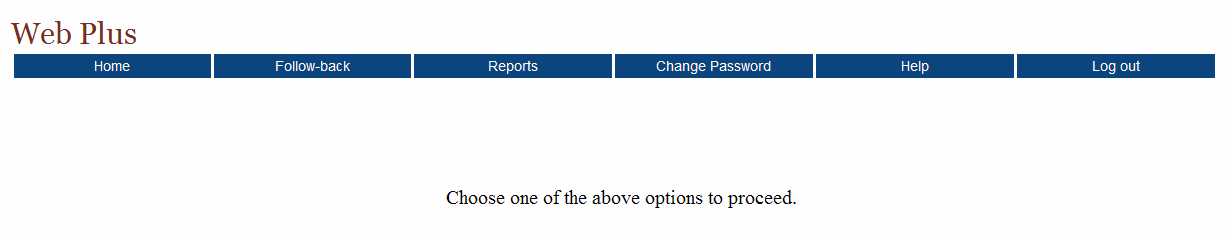 Web Plus
Home Follow-back Reports Change Password Help Log out
Choose one of the above options to proceed.